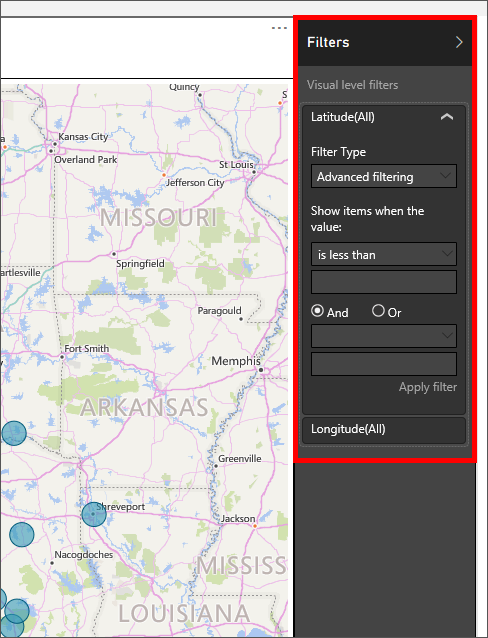 Filters
Visual level filters
Latitude(All)
Filter Type
Advanced filtering
Show items when the
value:
is less than
And Or
Apply filter
Longitude(All)
Quincy
Kansas City
Overland Park
St Louis
Jefferson City
MISSOURI
artlesville
Springfield
Paragould
Fort Smith
Memphis
ARKANSAS
Greenville
Shreveport
Jackson
Nacogdoches
MISSISS
LOUISIANA